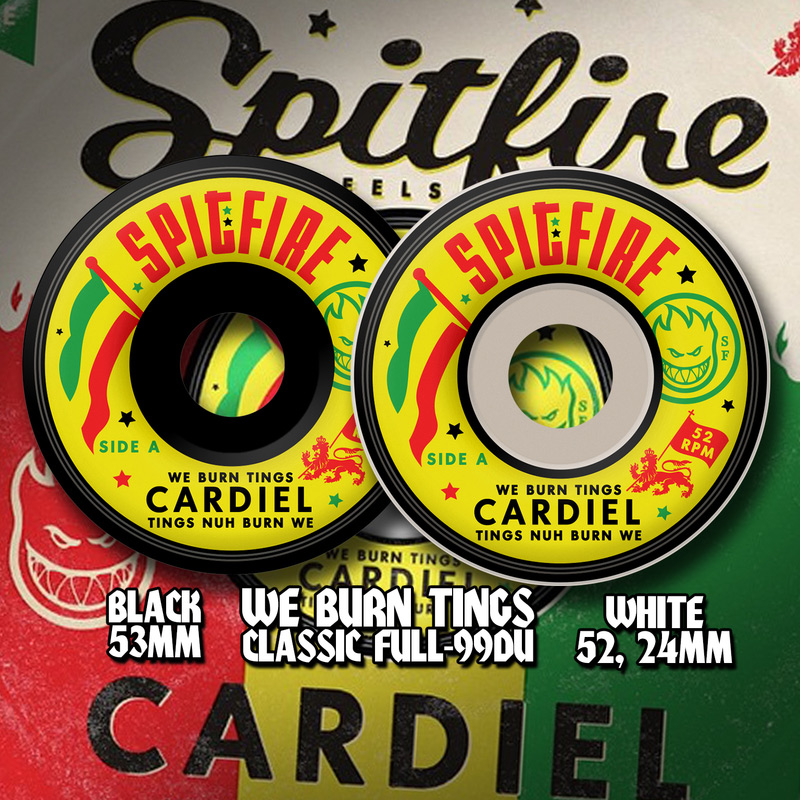 Spitfire
EELS
SPITFIRE
SIDE A
WE BURN TINGS
CARDIEL
TINGS NUH BURN WE
SPITFIRE
SF
52
RPM
SIDE A
WE BURN TINGS
CARDIEL
TINGS NUH BURN WE
WE BURN TINGS
CARDIEL
BLACK
53MM
WE BURN TINGS
CLASSIC FULL-99DU
WHITE
52, 24MM
CARDIEL